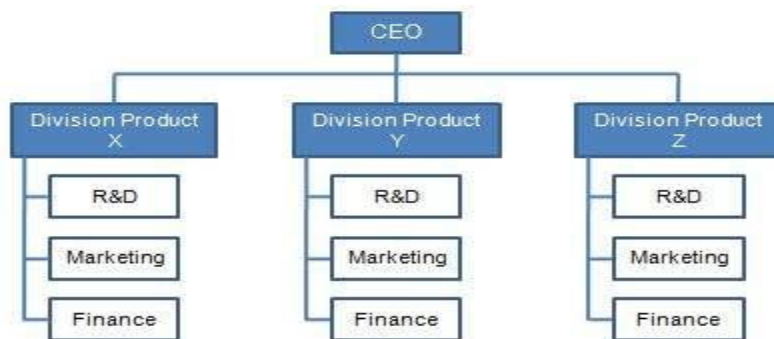 CEO
Division Product
X
R&D
Marketing
Finance
Division Product
Y
R&D
Marketing
Finance
Division Product
Z
R&D
Marketing
Finance